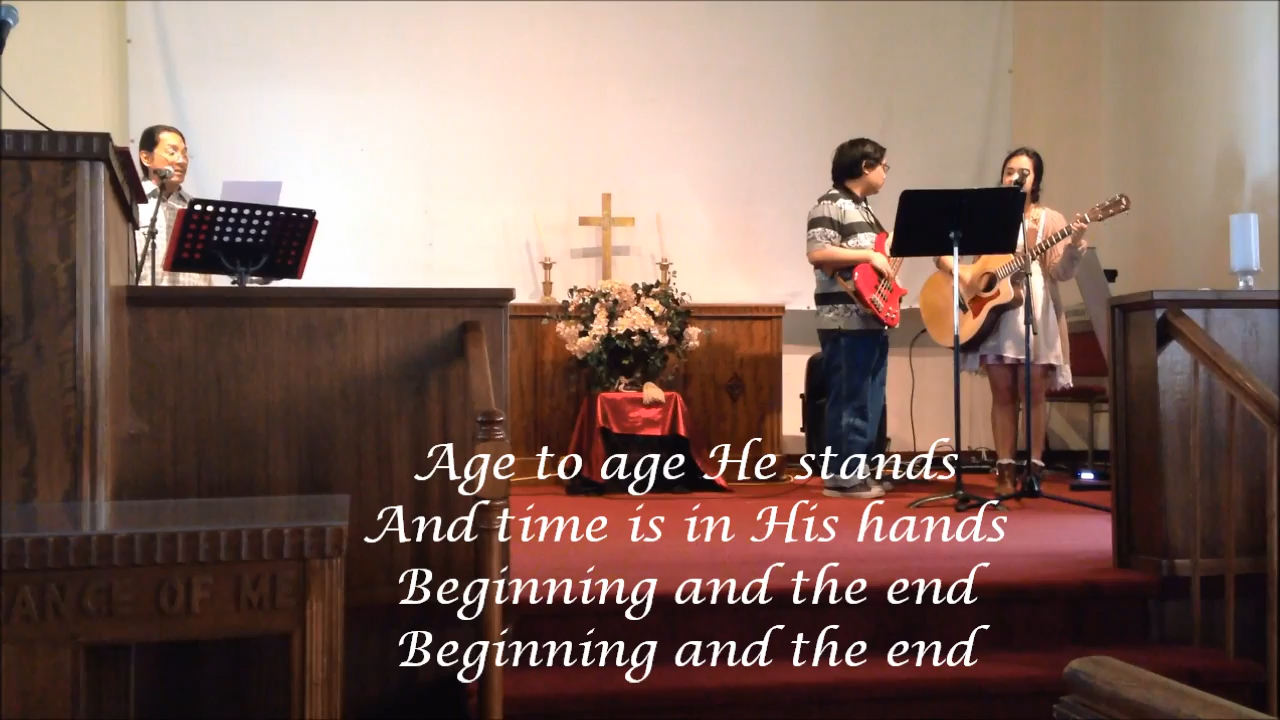 Age to age He stands
And time is in His hands
Beginning and the end
Beginning and the end
OF ME